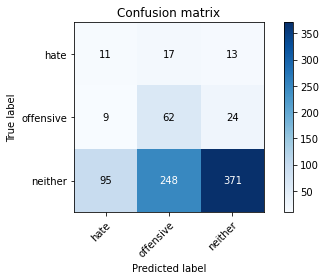 Confusion matrix
hate 11 17 13
offensive 9 62 24
neither 95 248 371
hate offensive neither
True label
Predicted label
350
300
250
200
150
100
50